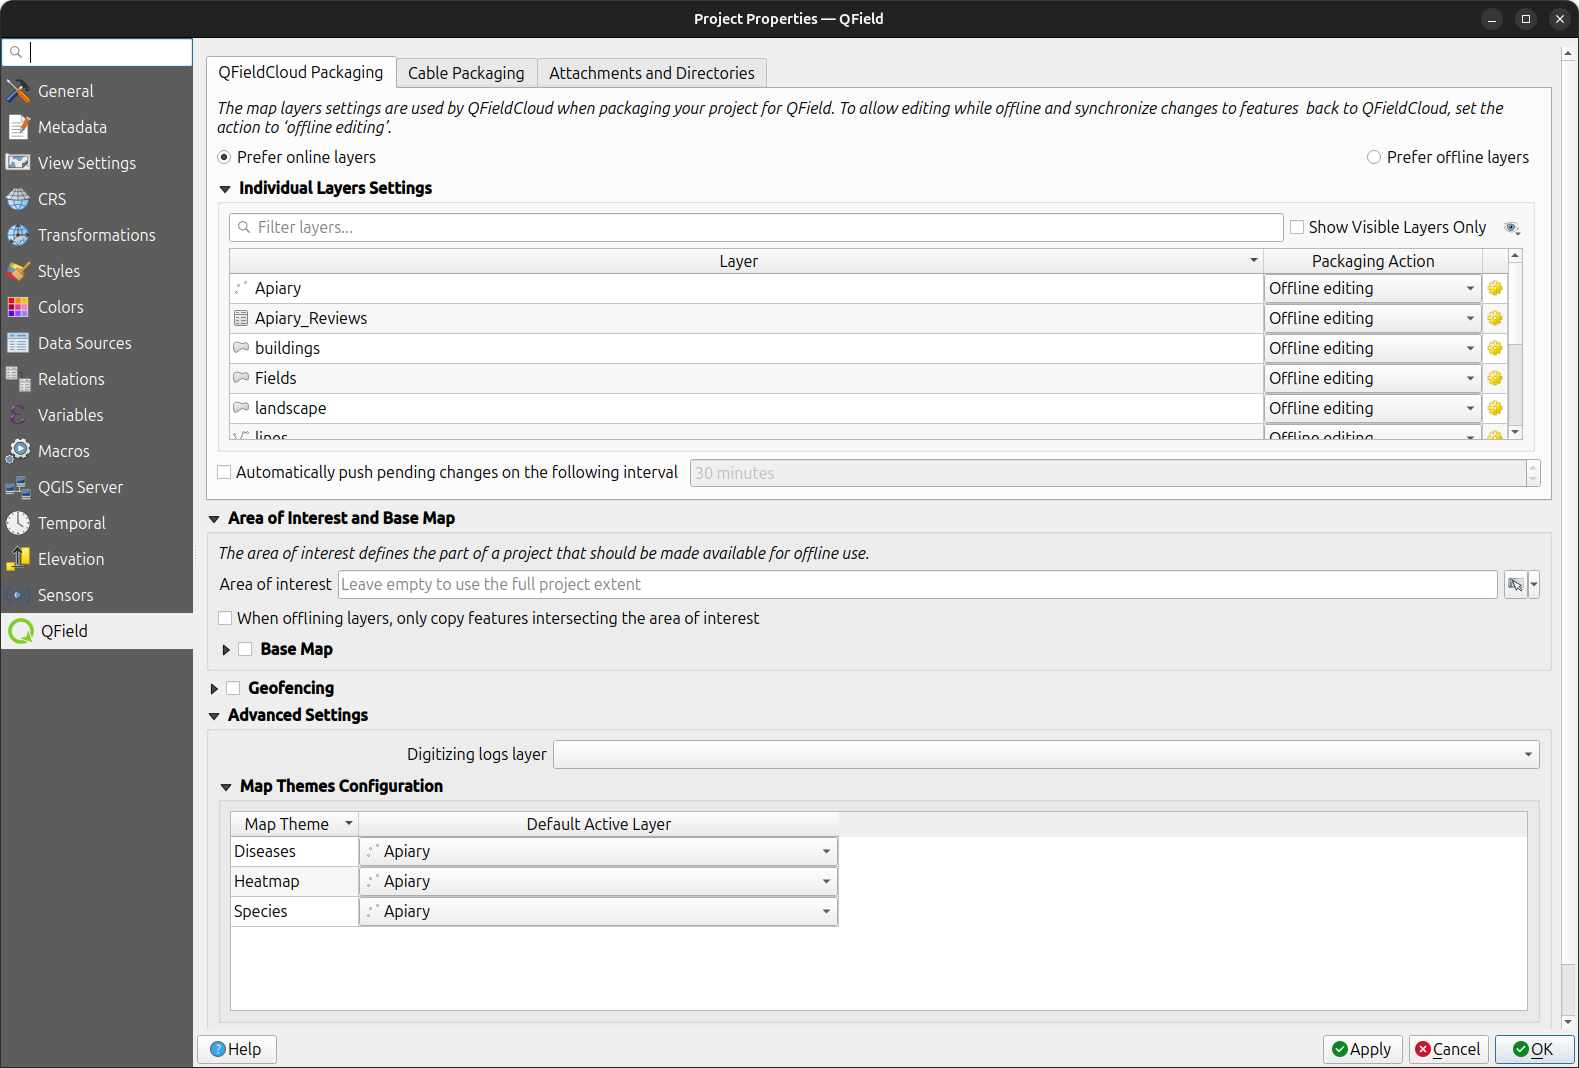 Project Properties — QField
General
Metadata
View Settings
CRS
Transformations
Styles
Colors
Data Sources
Relations
Variables
Macros
QGIS Server
Temporal
Elevation
Sensors
QField
QFieldCloud Packaging
Cable Packaging
Attachments and Directories
The map layers settings are used by QFieldCloud when packaging your project for QField. To allow editing while offline and synchronize changes to features  back to QFieldCloud, set the
action to ‘offline editing’.
Prefer online layers
Prefer offline layers
Individual Layers Settings
Filter layers...
Show Visible Layers Only
Layer
Packaging Action
Apiary
Offline editing
Apiary_Reviews
Offline editing
buildings
Offline editing
Fields
Offline editing
landscape
Offline editing
lines
Offline editing
Automatically push pending changes on the following interval
30 minutes
Area of Interest and Base Map
The area of interest defines the part of a project that should be made available for offline use.
Area of interest
Leave empty to use the full project extent
When offlining layers, only copy features intersecting the area of interest
Base Map
Geofencing
Advanced Settings
Digitizing logs layer
Map Themes Configuration
Map Theme
Default Active Layer
Diseases
Apiary
Heatmap
Apiary
Species
Apiary
Help
Apply
Cancel
OK